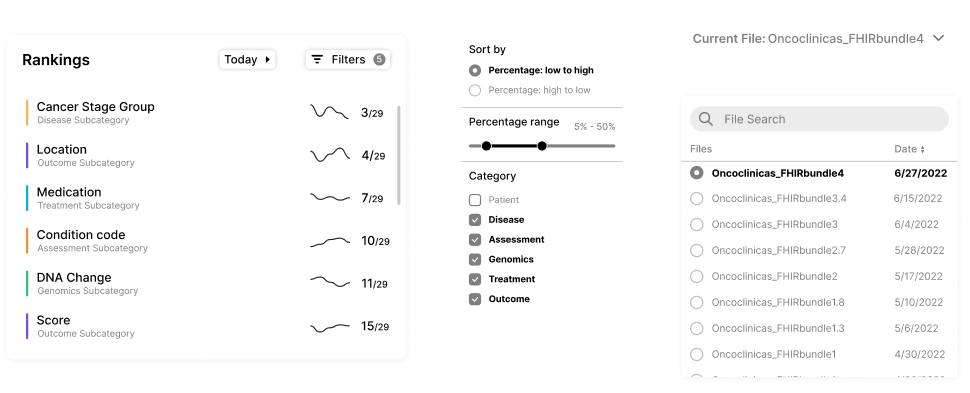 Rankings
Today
Filters 5
Cancer Stage Group
Disease Subcategory
3/29
Location
Outcome Subcategory
4/29
Medication
Treatment Subcategory
7/29
Condition code
Assessment Subcategory
10/29
DNA Change
Genomics Subcategory
11/29
Score
Outcome Subcategory
15/29
Sort by
Percentage: low to high
Percentage: high to low
Percentage range 5% - 50%
Category
Patient
Disease
Assessment
Genomics
Treatment
Outcome
Current File: Oncoclinicas_FHIRbundle4
File Search
Files Date
Oncoclinicas_FHIRbundle4 6/27/2022
Oncoclinicas_FHIRbundle3.4 6/15/2022
Oncoclinicas_FHIRbundle3 6/4/2022
Oncoclinicas_FHIRbundle2.7 5/28/2022
Oncoclinicas_FHIRbundle2 5/17/2022
Oncoclinicas_FHIRbundle1.8 5/10/2022
Oncoclinicas_FHIRbundle1.3 5/6/2022
Oncoclinicas_FHIRbundle1 4/30/2022